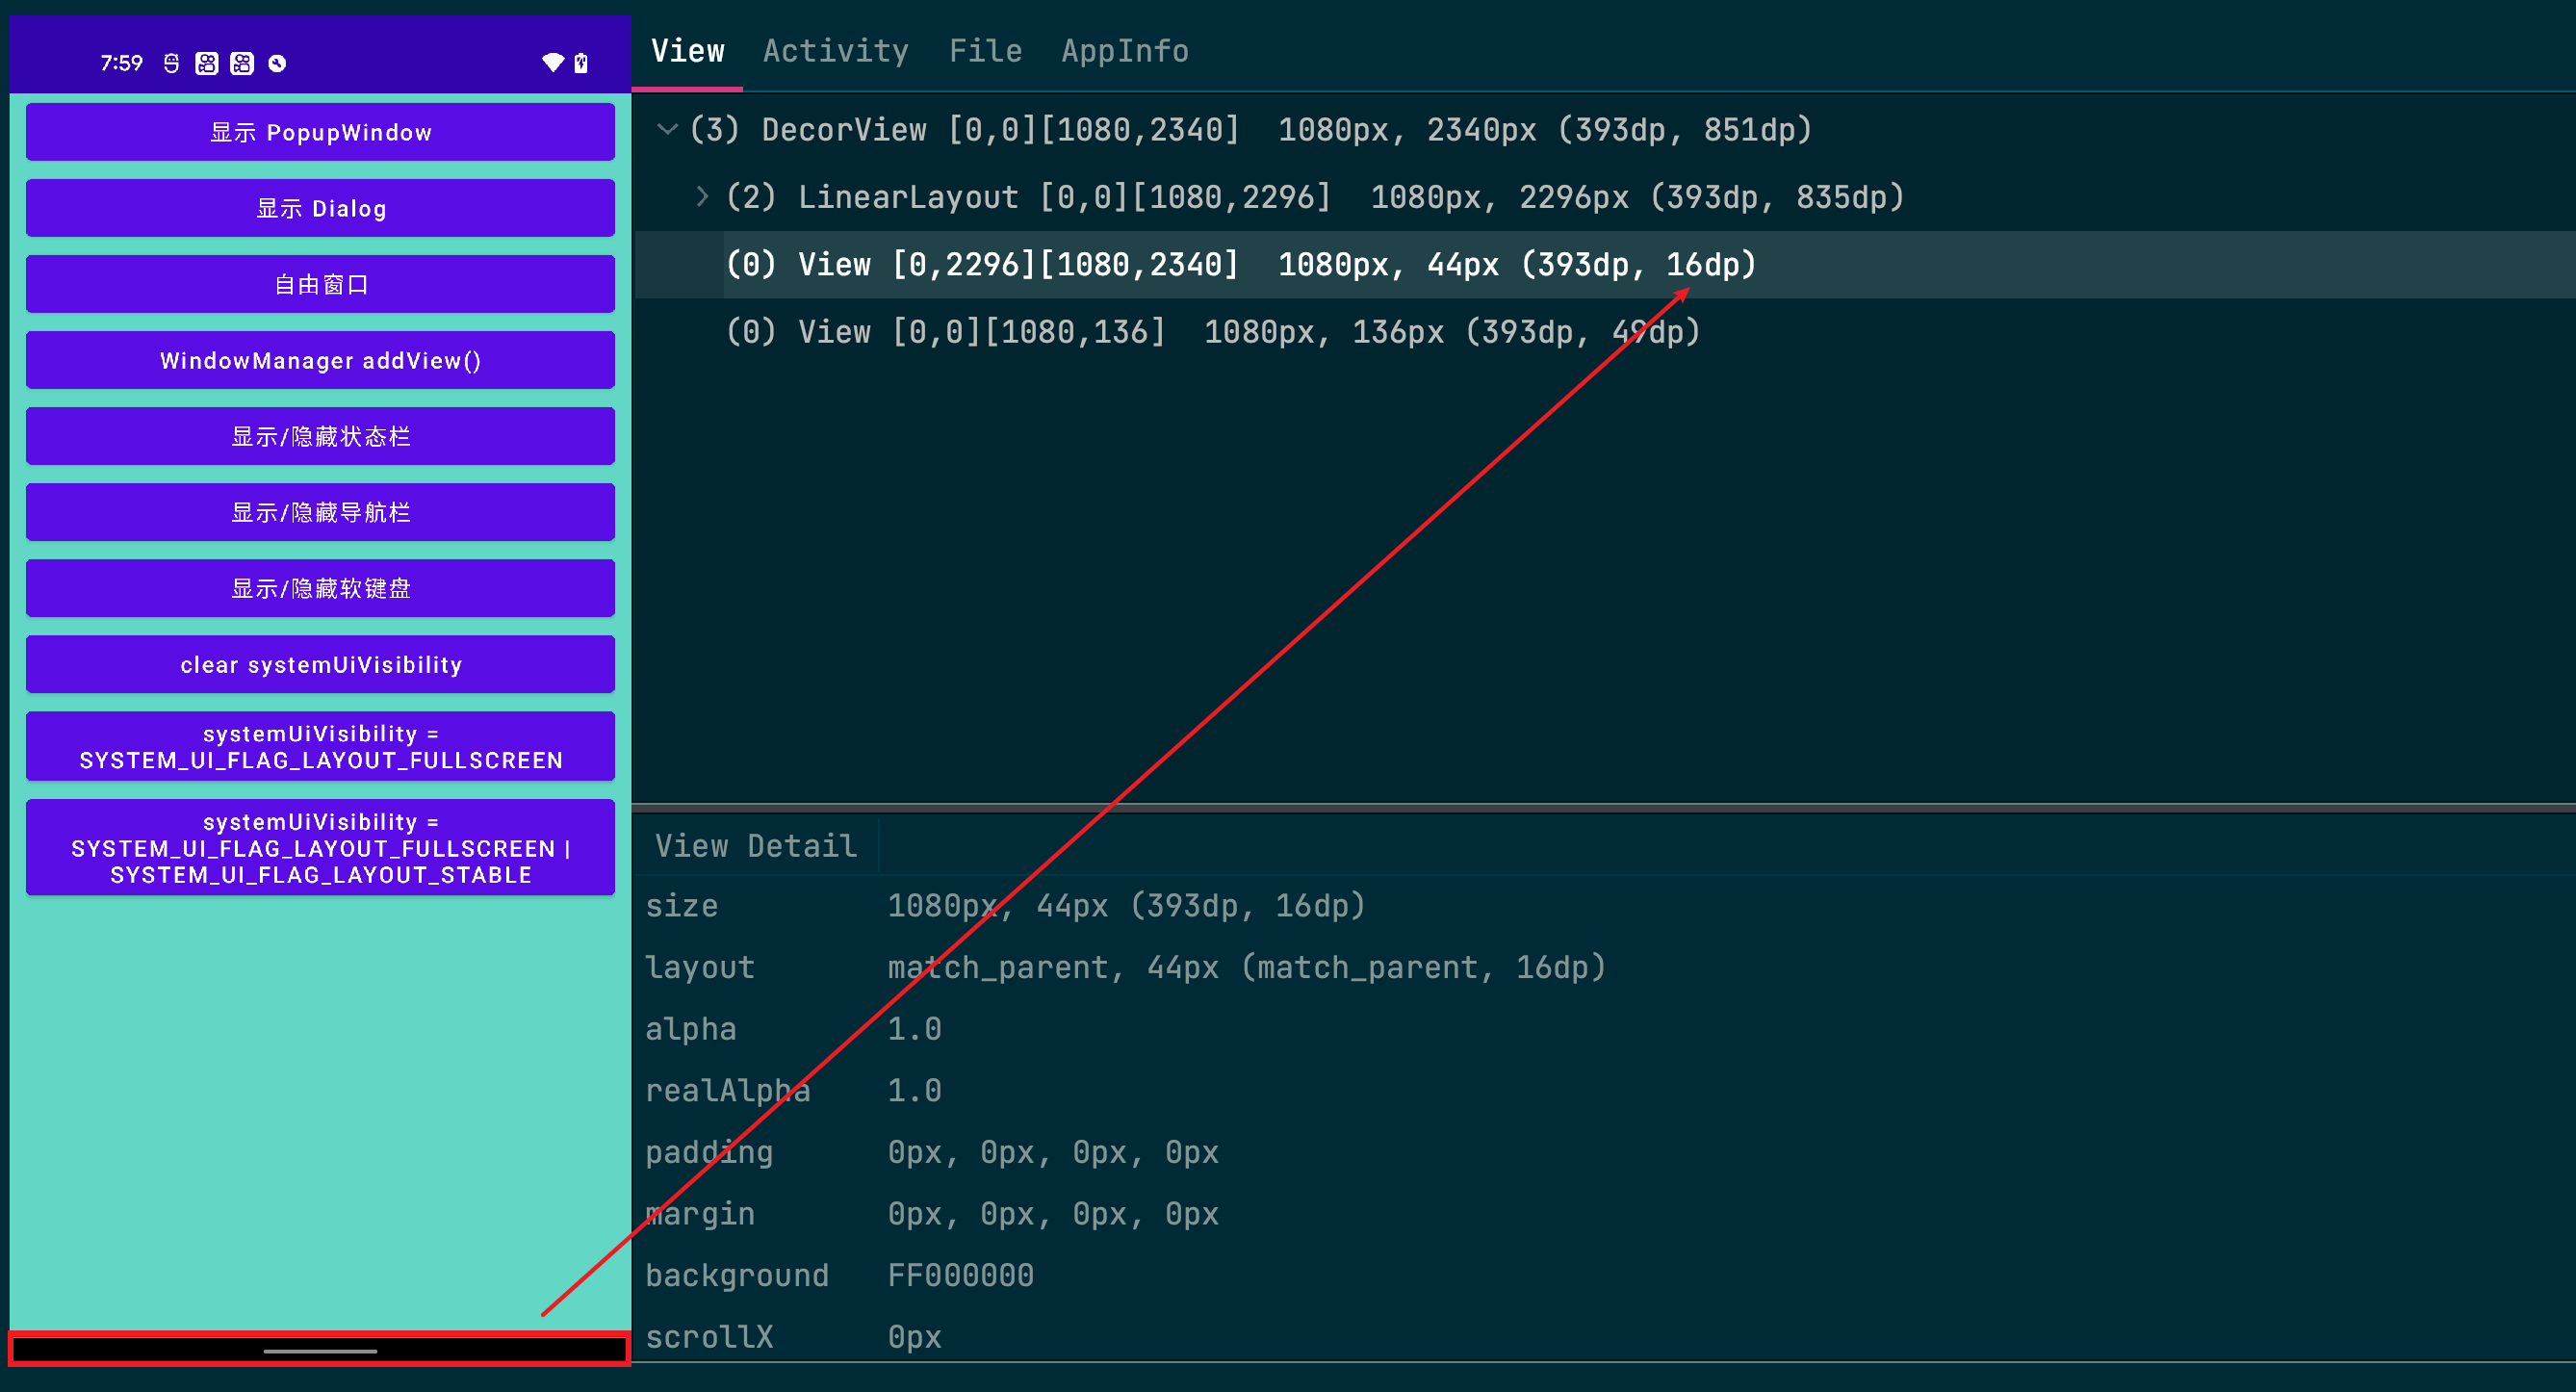 7:59
显示 PopupWindow
显示 Dialog
自由窗口
WindowManager addView()
显示/隐藏状态栏
显示/隐藏导航栏
显示/隐藏软键盘
clear systemUiVisibility
systemUiVisibility =
SYSTEM_UI_FLAG_LAYOUT_FULLSCREEN
systemUiVisibility =
SYSTEM_UI_FLAG_LAYOUT_FULLSCREEN |
SYSTEM_UI_FLAG_LAYOUT_STABLE
View Activity File AppInfo
(3) DecorView [0,0][1080,2340] 1080px, 2340px (393dp, 851dp)
(2) LinearLayout [0,0][1080,2296] 1080px, 2296px (393dp, 835dp)
(0) View [0,2296][1080,2340] 1080px, 44px (393dp, 16dp)
(0) View [0,0][1080,136] 1080px, 136px (393dp, 49dp)
View Detail
size 1080px, 44px (393dp, 16dp)
layout match_parent, 44px (match_parent, 16dp)
alpha 1.0
realAlpha 1.0
padding 0px, 0px, 0px, 0px
margin 0px, 0px, 0px, 0px
background FF000000
scrollX 0px